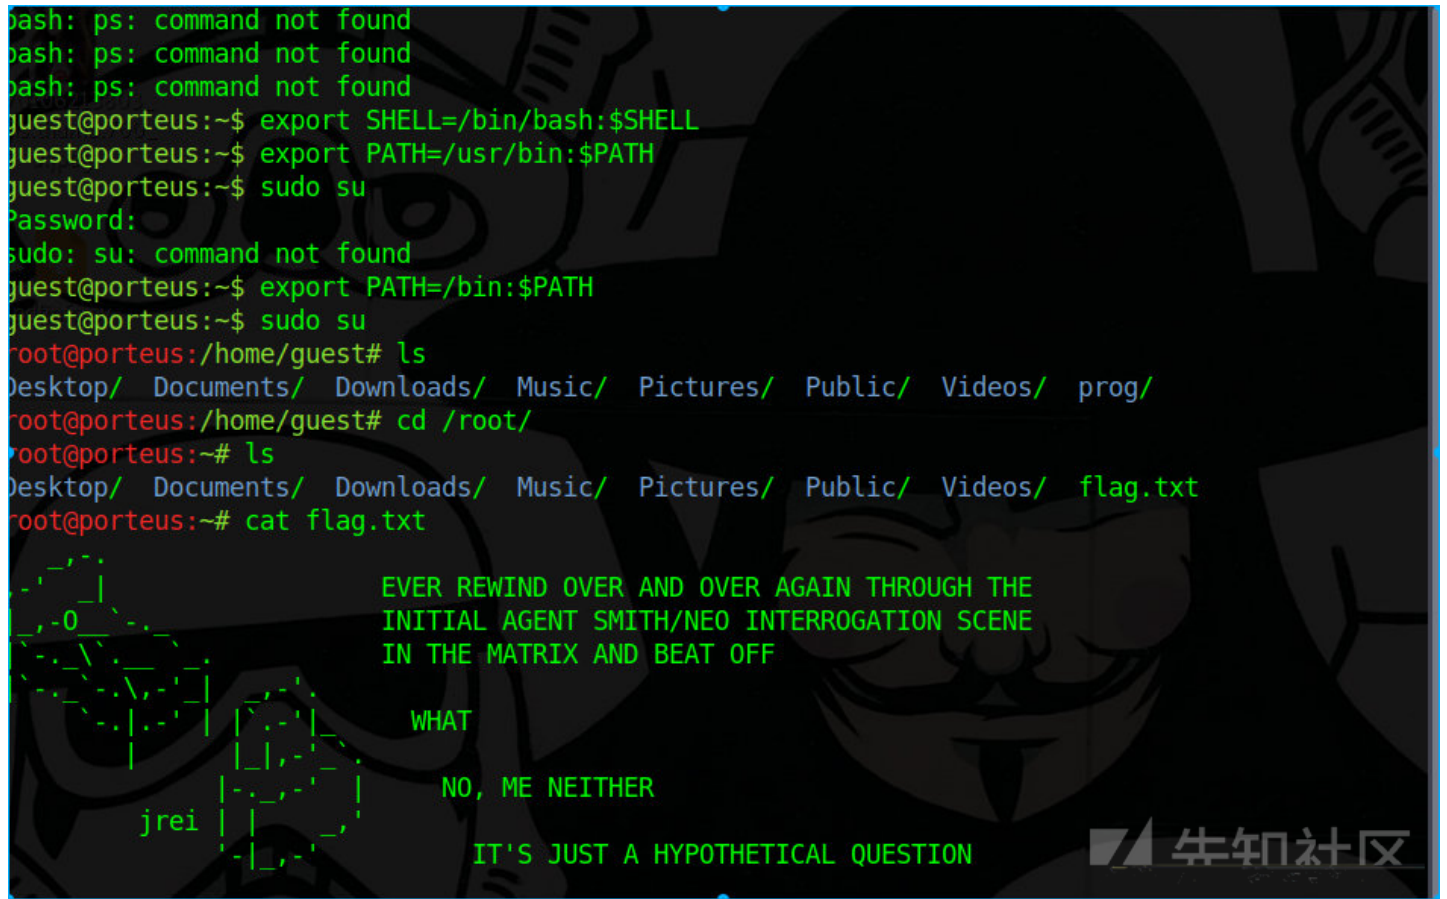 bash: ps: command not found
bash: ps: command not found
bash: ps: command not found
guest@porteus:~$ export SHELL=/bin/bash:$SHELL
guest@porteus:~$ export PATH=/usr/bin:$PATH
guest@porteus:~$ sudo su
Password:
sudo: su: command not found
guest@porteus:~$ export PATH=/bin:$PATH
guest@porteus:~$ sudo su
root@porteus:/home/guest# ls
Desktop/  Documents/  Downloads/  Music/  Pictures/  Public/  Videos/  prog/
root@porteus:/home/guest# cd /root/
root@porteus:~# ls
Desktop/  Documents/  Downloads/  Music/  Pictures/  Public/  Videos/  flag.txt
root@porteus:~# cat flag.txt
EVER REWIND OVER AND OVER AGAIN THROUGH THE
INITIAL AGENT SMITH/NEO INTERROGATION SCENE
IN THE MATRIX AND BEAT OFF
WHAT
NO, ME NEITHER
jrei
IT'S JUST A HYPOTHETICAL QUESTION
先知社区